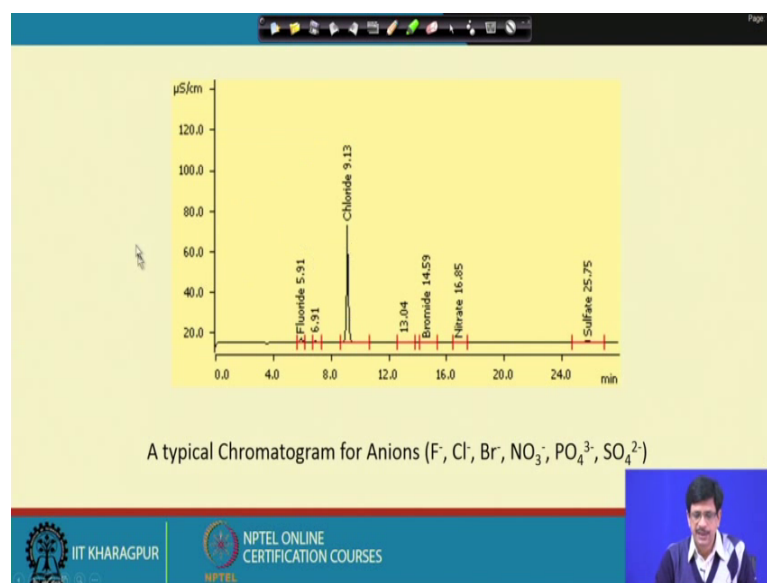 Page
µS/cm
120.0
100.0
80.0
60.0
40.0
20.0
Fluoride 5.91
6.91
Chloride 9.13
13.04
Bromide 14.59
Nitrate 16.85
Sulfate 25.75
0.0 4.0 8.0 12.0 16.0 20.0 24.0 min
A typical Chromatogram for Anions (F⁻, Cl⁻, Br⁻, NO₃⁻, PO₄³⁻, SO₄²⁻)
IIT KHARAGPUR
NPTEL ONLINE
CERTIFICATION COURSES
NPTEL